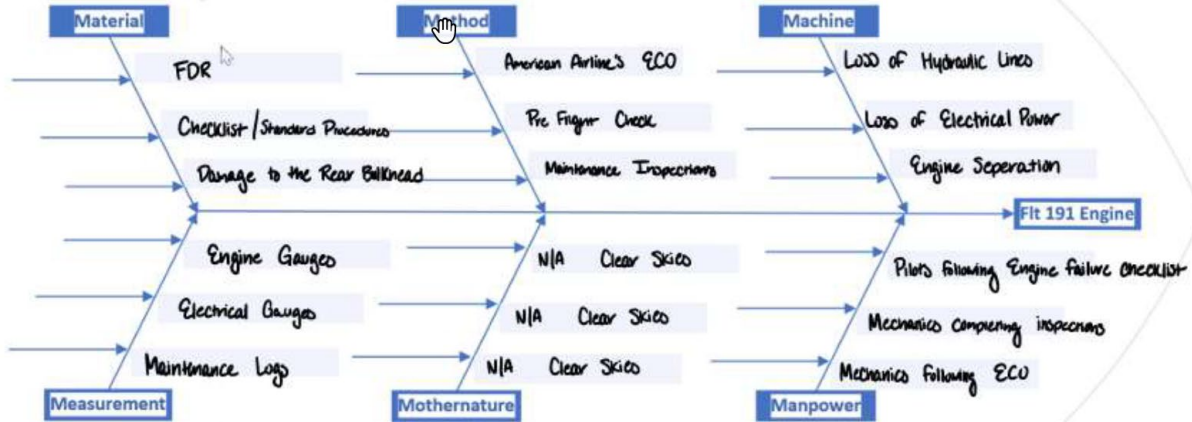 Material
Method
Machine
FDR
American Airline's ECO
Loss of Hydraulic Lines
Checklist/Standard Procedures
Pre Flight Check
Loss of Electrical Power
Damage to the Rear Bulkhead
Maintenance Inspections
Engine Seperation
Flt 191 Engine
Engine Gauges
N/A Clear Skies
Pilots following Engine failure checklist
Electrical Gauges
N/A Clear Skies
Mechanics completing inspections
Maintenance Logs
N/A Clear Skies
Mechanics following ECO
Measurement
Mothernature
Manpower